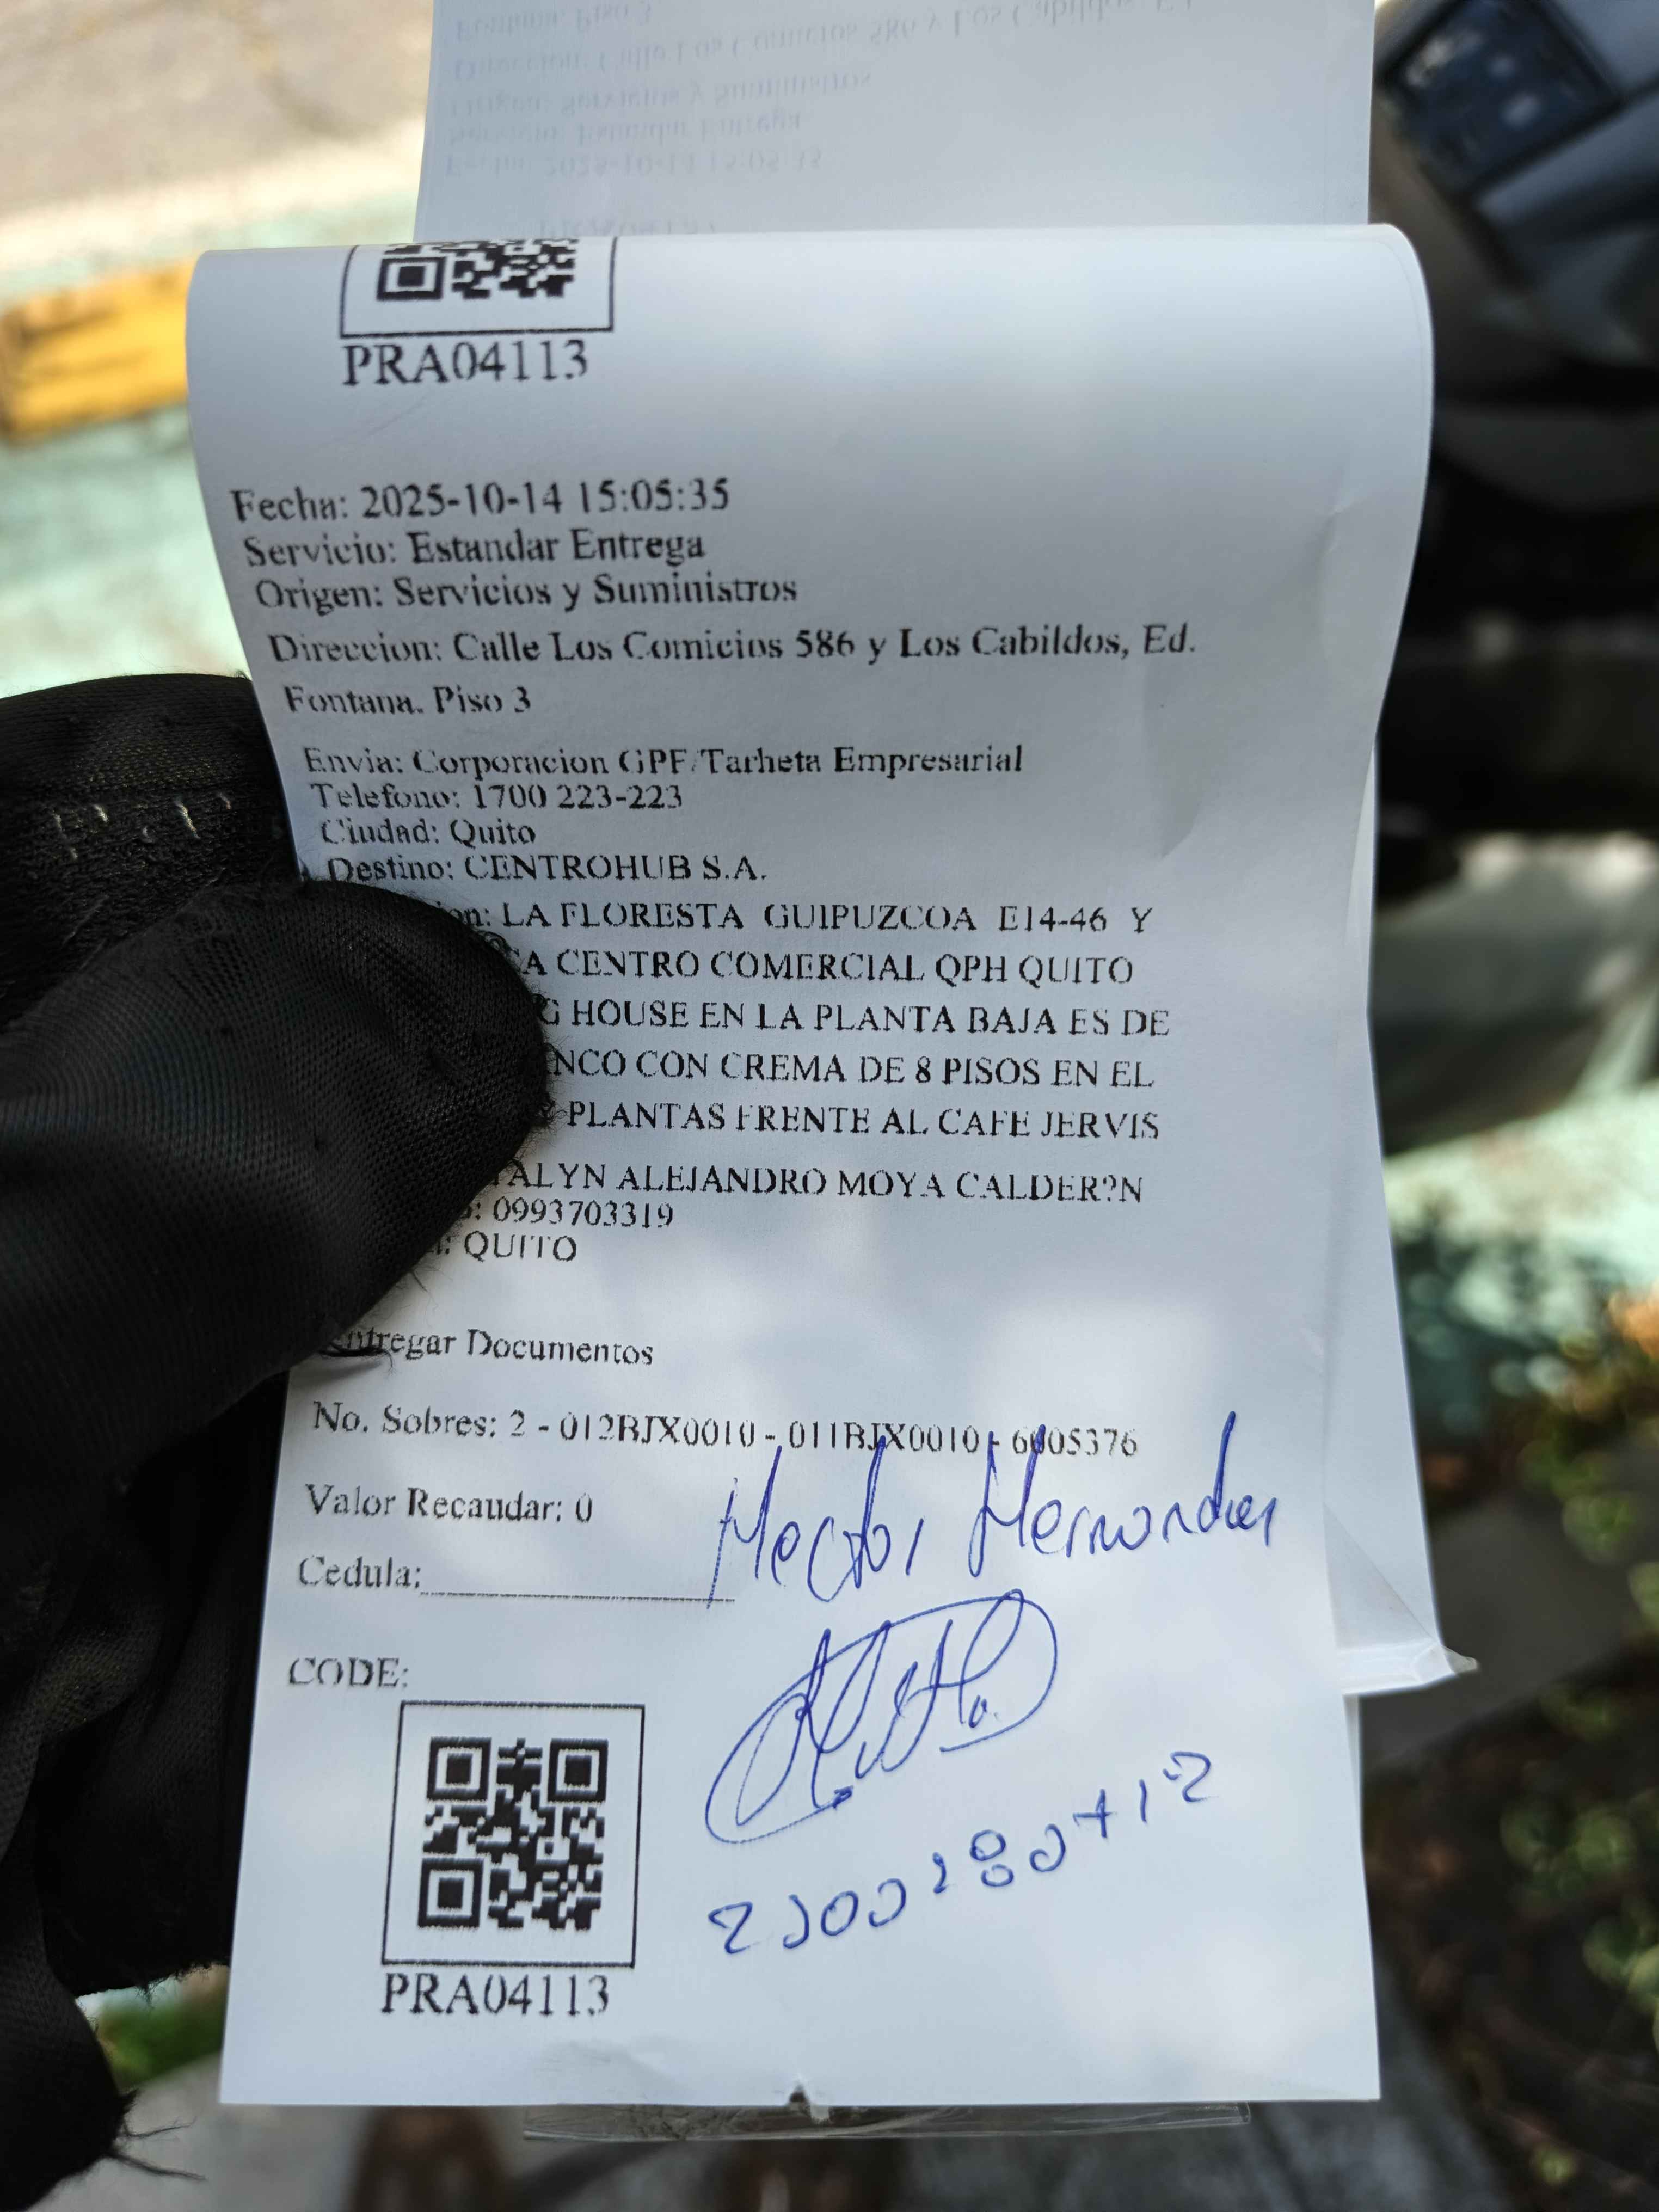 PRA04113
Fecha: 2025-10-14 15:05:35
Servicio: Estandar Entrega
Origen: Servicios y Suministros
Direccion: Calle Los Comicios 586 y Los Cabildos, Ed.
Fontana. Piso 3
Envia: Corporacion GPF/Tarheta Empresarial
Telefono: 1700 223-223
Ciudad: Quito
Destino: CENTROHUB S.A.
LA FLORESTA GUIPUZCOA E14-46 Y
CENTRO COMERCIAL QPH QUITO
HOUSE EN LA PLANTA BAJA ES DE
CON CREMA DE 8 PISOS EN EL
PLANTAS FRENTE AL CAFE JERVIS
ALEJANDRO MOYA CALDER?N
0993703319
QUITO
Entregar Documentos
No. Sobres: 2 - 012BJX0010 - 011BJX0010 - 6005376
Valor Recaudar: 0
Hector Hernandez
Cedula:
CODE:
PRA04113